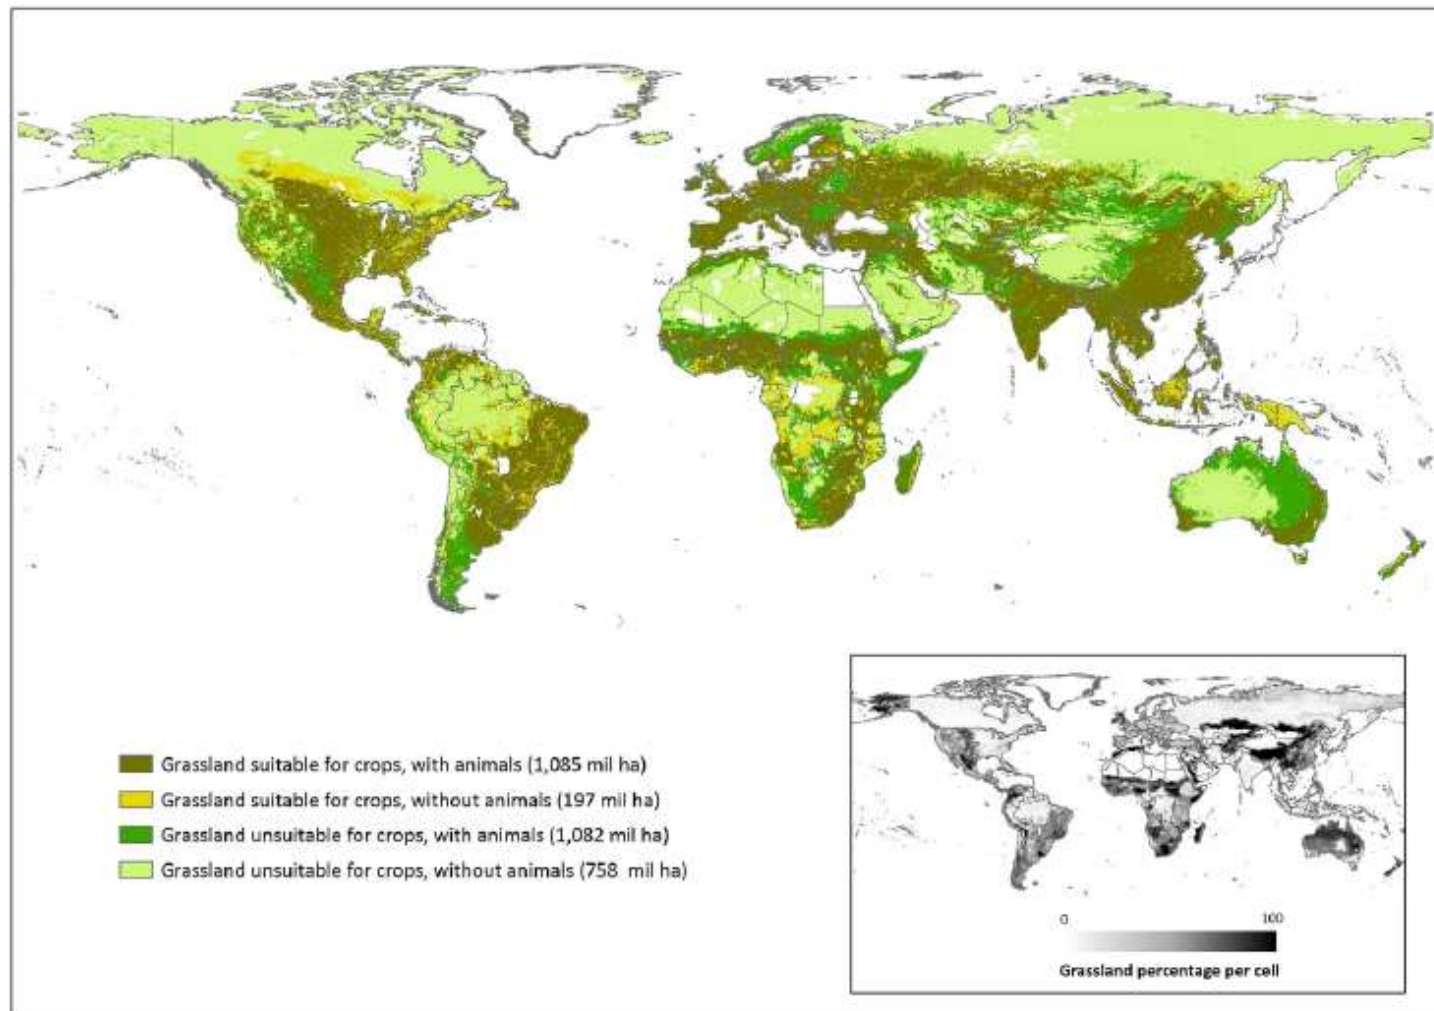 Grassland suitable for crops, with animals (1,085 mil ha)
Grassland suitable for crops, without animals (197 mil ha)
Grassland unsuitable for crops, with animals (1,082 mil ha)
Grassland unsuitable for crops, without animals (758  mil ha)
0 100
Grassland percentage per cell